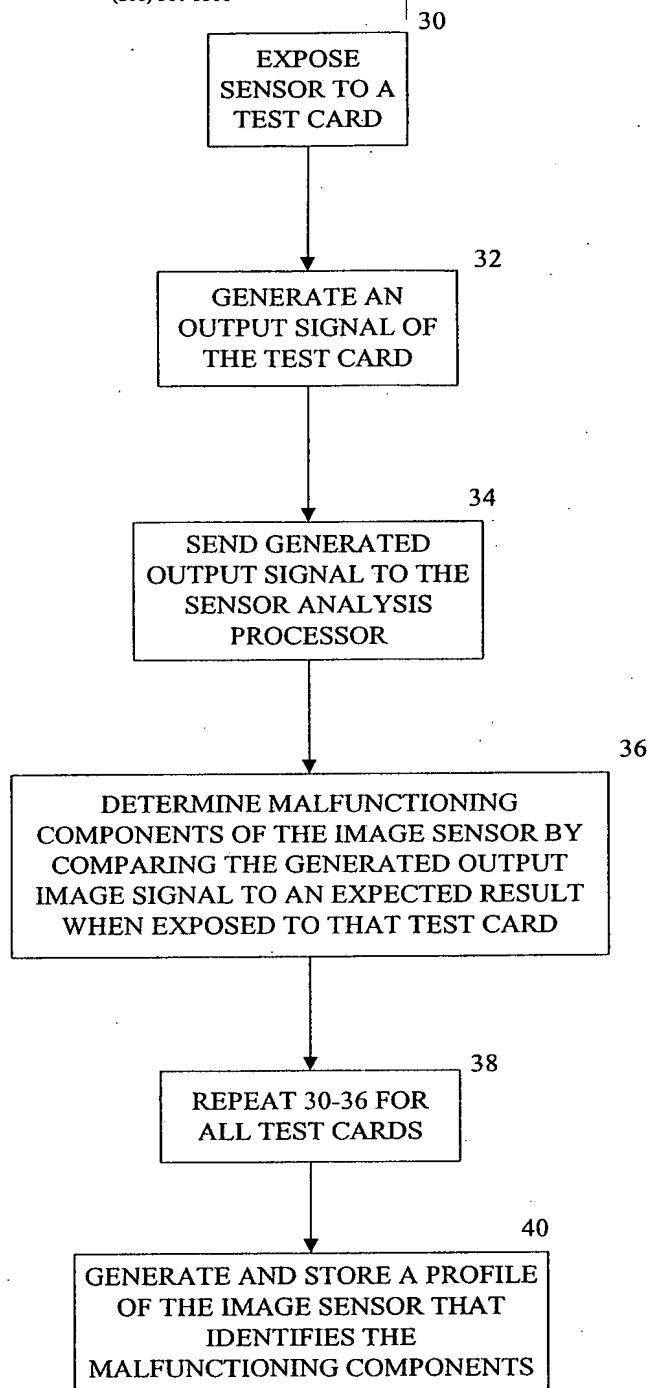 30
EXPOSE
SENSOR TO A
TEST CARD
32
GENERATE AN
OUTPUT SIGNAL OF
THE TEST CARD
34
SEND GENERATED
OUTPUT SIGNAL TO THE
SENSOR ANALYSIS
PROCESSOR
36
DETERMINE MALFUNCTIONING
COMPONENTS OF THE IMAGE SENSOR BY
COMPARING THE GENERATED OUTPUT
IMAGE SIGNAL TO AN EXPECTED RESULT
WHEN EXPOSED TO THAT TEST CARD
38
REPEAT 30-36 FOR
ALL TEST CARDS
40
GENERATE AND STORE A PROFILE
OF THE IMAGE SENSOR THAT
IDENTIFIES THE
MALFUNCTIONING COMPONENTS